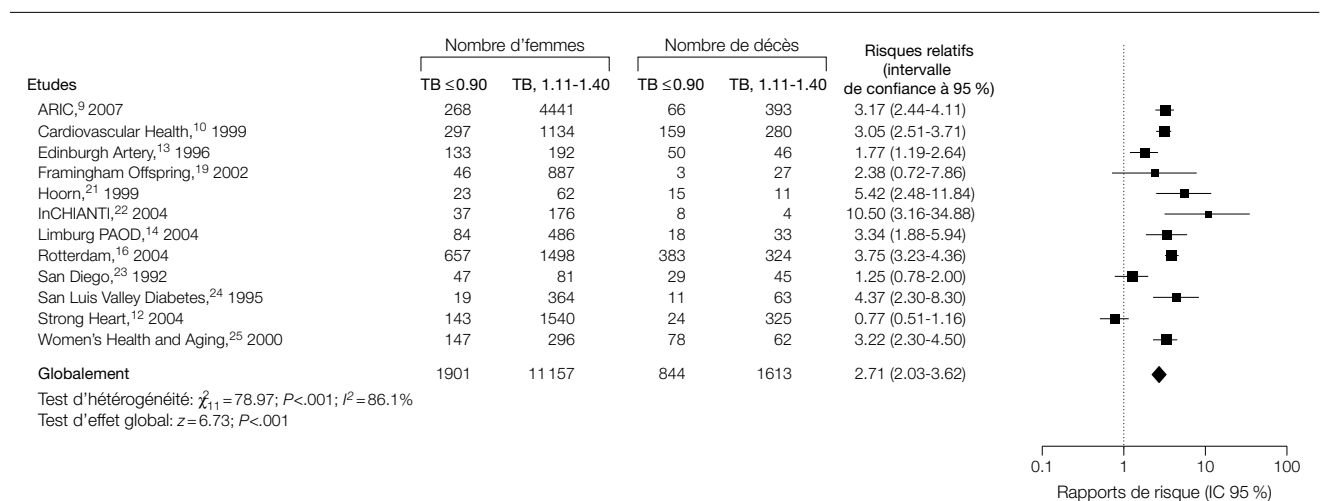 Nombre d'femmes Nombre de décès Risques relatifs (intervalle de confiance à 95 %)
Etudes TB ≤0.90 TB, 1.11-1.40 TB ≤0.90 TB, 1.11-1.40
ARIC,9 2007 268 4441 66 393 3.17 (2.44-4.11)
Cardiovascular Health,10 1999 297 1134 159 280 3.05 (2.51-3.71)
Edinburgh Artery,13 1996 133 192 50 46 1.77 (1.19-2.64)
Framingham Offspring,19 2002 46 887 3 27 2.38 (0.72-7.86)
Hoorn,21 1999 23 62 15 11 5.42 (2.48-11.84)
InCHIANTI,22 2004 37 176 8 4 10.50 (3.16-34.88)
Limburg PAOD,14 2004 84 486 18 33 3.34 (1.88-5.94)
Rotterdam,16 2004 657 1498 383 324 3.75 (3.23-4.36)
San Diego,23 1992 47 81 29 45 1.25 (0.78-2.00)
San Luis Valley Diabetes,24 1995 19 364 11 63 4.37 (2.30-8.30)
Strong Heart,12 2004 143 1540 24 325 0.77 (0.51-1.16)
Women's Health and Aging,25 2000 147 296 78 62 3.22 (2.30-4.50)
Globalement 1901 11 157 844 1613 2.71 (2.03-3.62)
Test d'hétérogénéité: χ²11=78.97; P<.001; I²=86.1%
Test d'effet global: z=6.73; P<.001
0.1 1 10 100
Rapports de risque (IC 95 %)